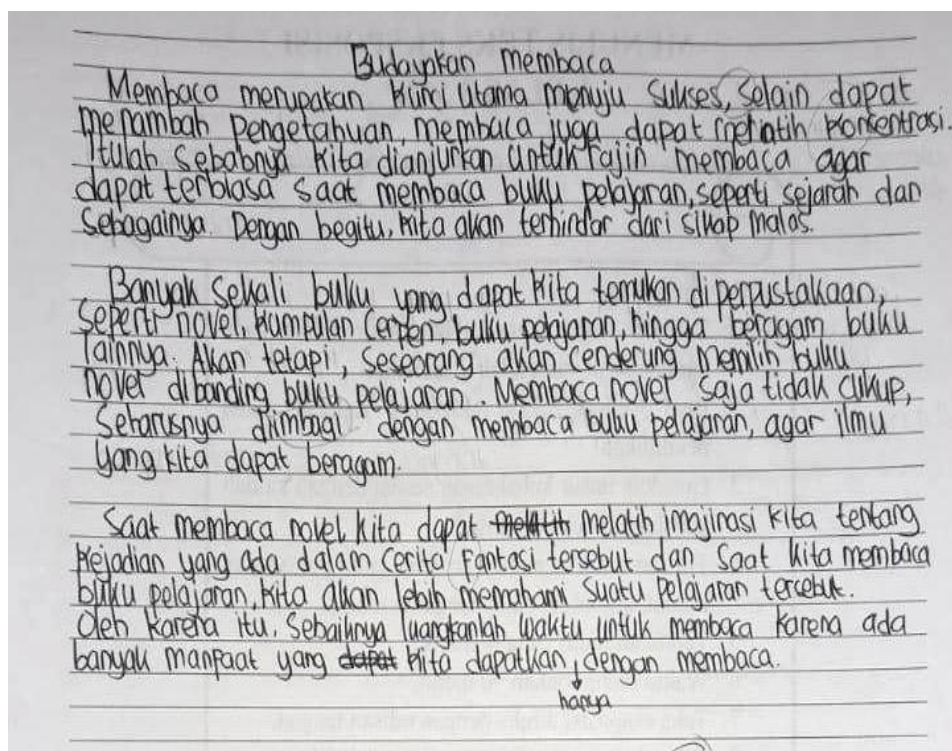 Budayakan membaca
Membaca merupakan kunci utama menuju sukses, selain dapat
menambah pengetahuan, membaca juga dapat melatih konsentrasi.
Itulah sebabnya kita dianjurkan untuk rajin membaca agar
dapat terbiasa saat membaca buku pelajaran, seperti sejarah dan
sebagainya. Dengan begitu, kita akan terhindar dari sikap malas.
Banyak sekali buku yang dapat kita temukan di perpustakaan,
seperti novel, kumpulan cerpen, buku pelajaran, hingga beragam buku
lainnya. Akan tetapi, seseorang akan cenderung memilih buku
novel dibanding buku pelajaran. Membaca novel saja tidak cukup,
Seharusnya diimbagi dengan membaca buku pelajaran, agar ilmu
yang kita dapat beragam.
Saat membaca novel kita dapat melatih imajinasi kita tentang
kejadian yang ada dalam cerita fantasi tersebut dan saat kita membaca
buku pelajaran, kita akan lebih memahami suatu pelajaran tersebut.
Oleh karena itu, sebaiknya luangkanlah waktu untuk membaca karena ada
banyak manpaat yang dapat kita dapatkan, dengan membaca.
hanya